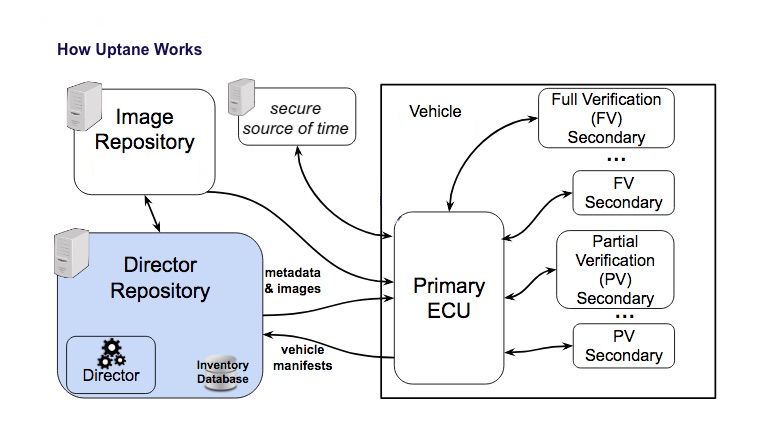 How Uptane Works
Image
Repository
secure
source of time
Vehicle
Full Verification
(FV)
Secondary
...
FV
Secondary
Partial
Verification
(PV)
Secondary
...
PV
Secondary
Primary
ECU
Director
Repository
metadata
& images
vehicle
manifests
Director
Inventory
Database